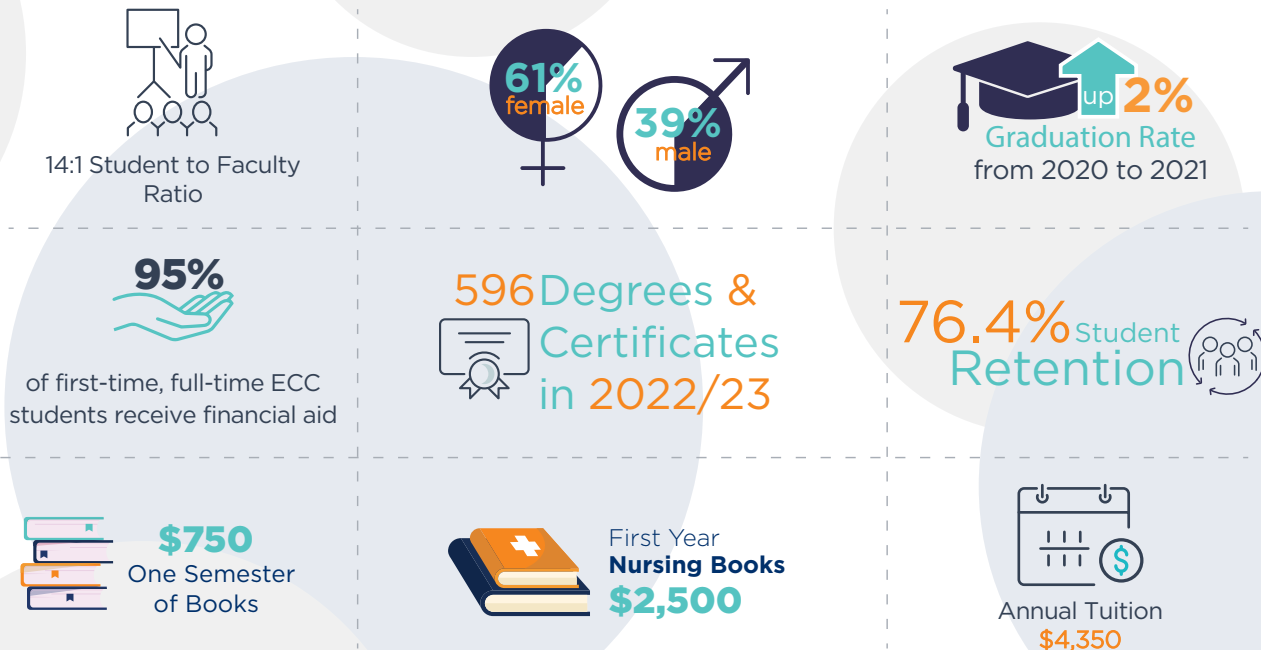 14:1 Student to Faculty
Ratio
61%
female
39%
male
up 2%
Graduation Rate
from 2020 to 2021
95%
of first-time, full-time ECC
students receive financial aid
596 Degrees &
Certificates
in 2022/23
76.4% Student
Retention
$750
One Semester
of Books
First Year
Nursing Books
$2,500
$
Annual Tuition
$4,350